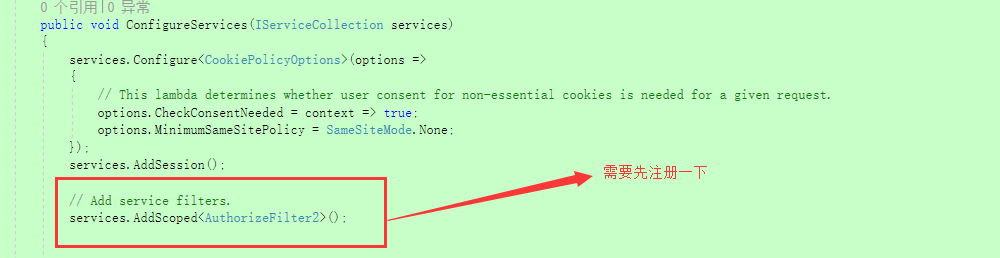 0 个引用|0 异常
public void ConfigureServices(IServiceCollection services)
{
services.Configure<CookiePolicyOptions>(options =>
{
// This lambda determines whether user consent for non-essential cookies is needed for a given request.
options.CheckConsentNeeded = context => true;
options.MinimumSameSitePolicy = SameSiteMode.None;
});
services.AddSession();
需要先注册一下
// Add service filters.
services.AddScoped<AuthorizeFilter2>();